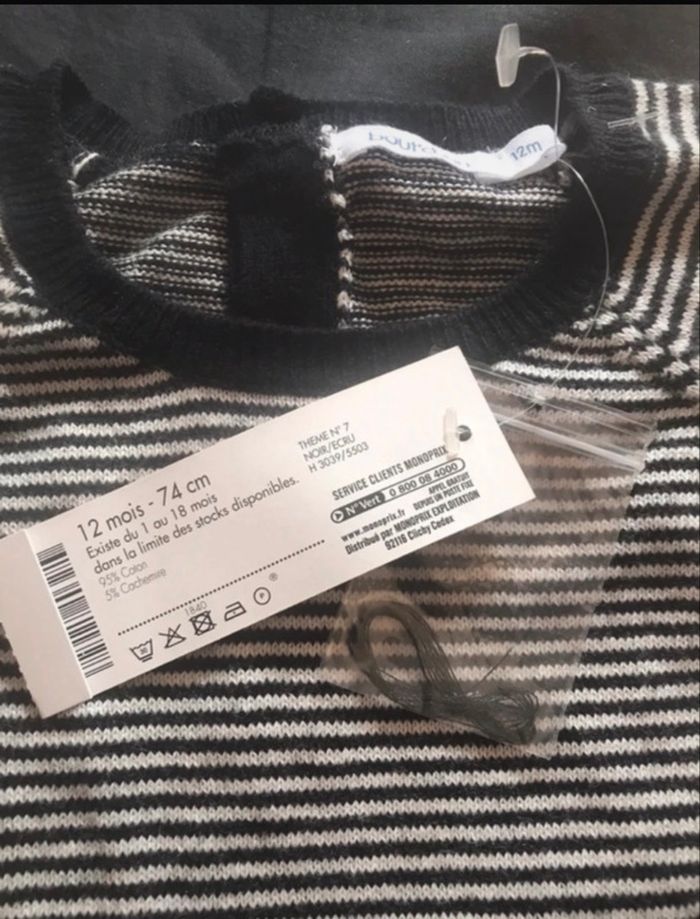 12m
12 mois - 74 cm
Existe du 1 au 18 mois
dans la limite des stocks disponibles.
95% Coton
5% Cachemire
1840
30
P
®
THEME N° 7
NOIR/ECRU
H 3039/5503
SERVICE CLIENTS MONOPRIX
N° Vert 0 800 08 4000
APPEL GRATUIT
DEPUIS UN POSTE FIXE
www.monoprix.fr
Distribué par MONOPRIX EXPLOITATION
92116 Clichy Cedex